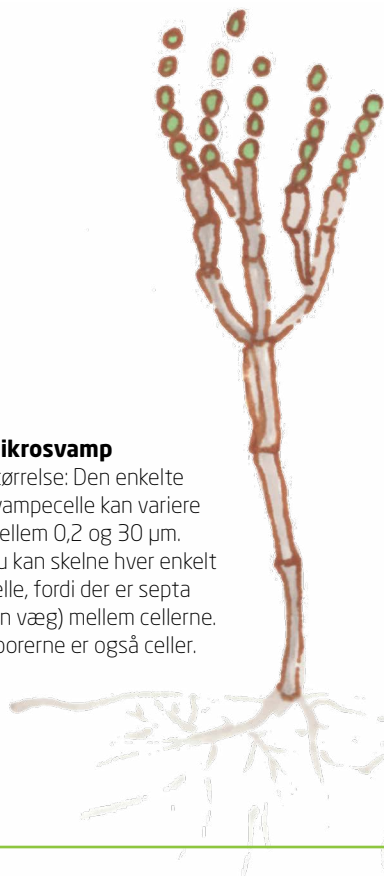 ikrosvamp
tørrelse: Den enkelte
vampecelle kan variere
ellem 0,2 og 30 µm.
u kan skelne hver enkelt
elle, fordi der er septa
n væg) mellem cellerne.
porerne er også celler.